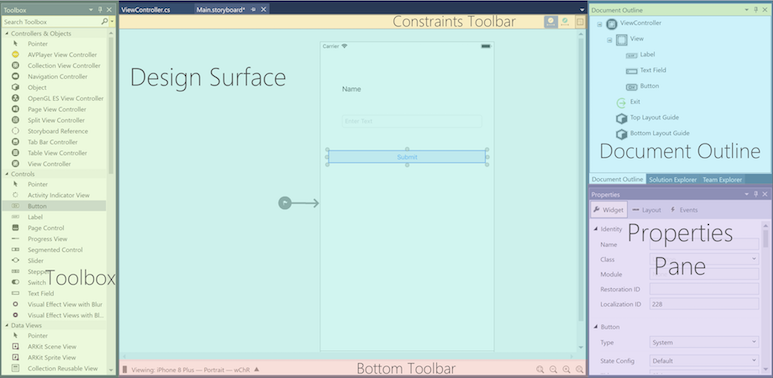 Toolbox
Search Toolbox
Controllers & Objects
Pointer
AVPlayer View Controller
Collection View Controller
Navigation Controller
Object
OpenGL ES View Controller
Page View Controller
Split View Controller
Storyboard Reference
Tab Bar Controller
Table View Controller
View Controller
Controls
Pointer
Activity Indicator View
Button
Label
Page Control
Progress View
Segmented Control
Slider
Stepper
Switch
Text Field
Visual Effect View with Blur
Visual Effect Views with Bl...
Data Views
Pointer
ARKit Scene View
ARKit Sprite View
Collection Reusable View
Toolbox
ViewController.cs
Main.storyboard*
Constraints Toolbar
Design Surface
Carrier
Name
Enter Text
Submit
Viewing: iPhone 8 Plus — Portrait — wChR
Bottom Toolbar
Document Outline
ViewController
View
Label
Text Field
Button
Exit
Top Layout Guide
Bottom Layout Guide
Document Outline
Document Outline Solution Explorer Team Explorer
Properties
Widget Layout Events
Identity
Name
Class
Module
Restoration ID
Localization ID 228
Properties
Pane
Button
Type System
State Config Default